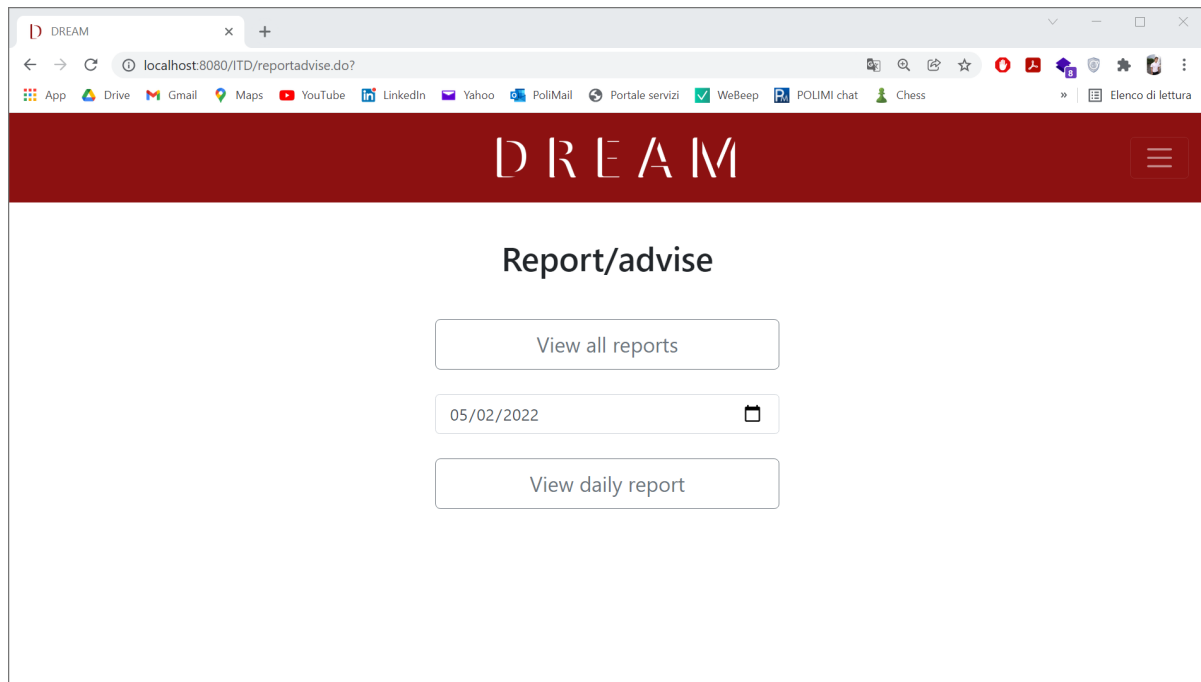 DREAM
localhost:8080/ITD/reportadvise.do?
8
App Drive Gmail Maps YouTube LinkedIn Yahoo PoliMail Portale servizi WeBeep POLIMI chat Chess » Elenco di lettura
DREAM
Report/advise
View all reports
05/02/2022
View daily report